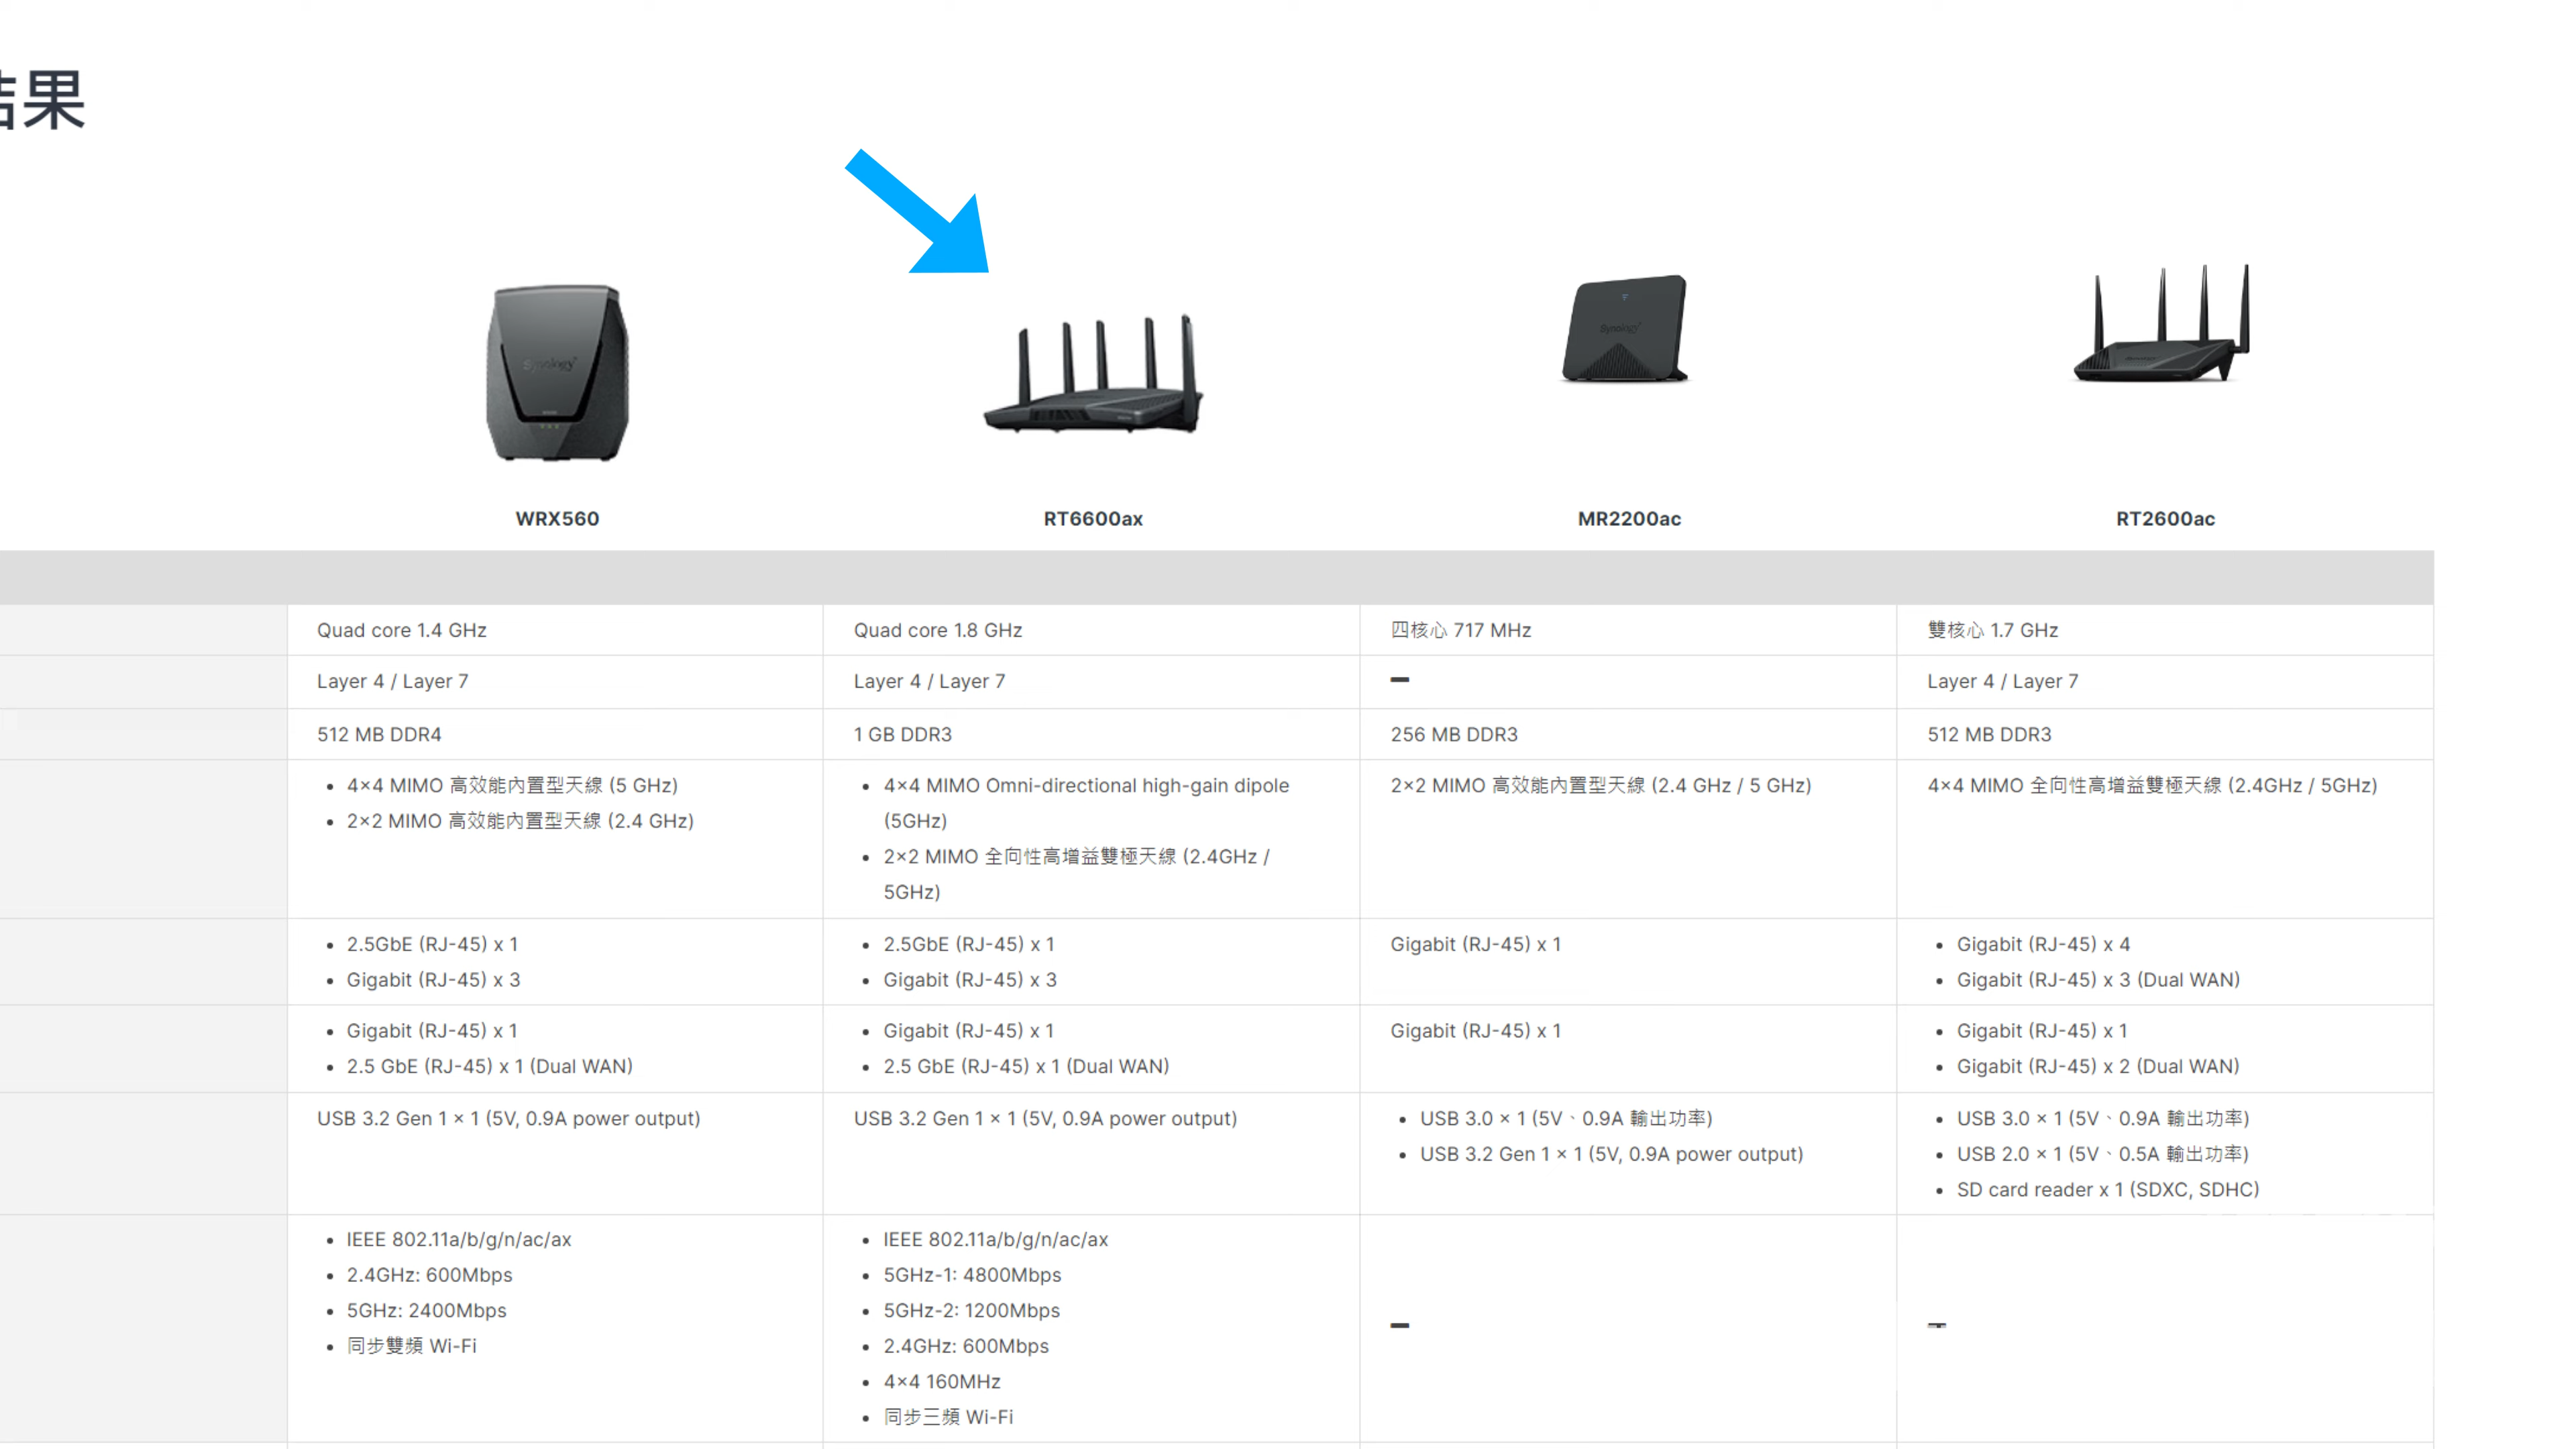 結果
Synology
Synology
Synology
WRX560
RT6600ax
MR2200ac
RT2600ac
Quad core 1.4 GHz
Quad core 1.8 GHz
四核心 717 MHz
雙核心 1.7 GHz
Layer 4 / Layer 7
Layer 4 / Layer 7
–
Layer 4 / Layer 7
512 MB DDR4
1 GB DDR3
256 MB DDR3
512 MB DDR3
• 4×4 MIMO 高效能內置型天線 (5 GHz)
• 2×2 MIMO 高效能內置型天線 (2.4 GHz)
• 4×4 MIMO Omni-directional high-gain dipole
(5GHz)
• 2×2 MIMO 全向性高增益雙極天線 (2.4GHz /
5GHz)
2×2 MIMO 高效能內置型天線 (2.4 GHz / 5 GHz)
4×4 MIMO 全向性高增益雙極天線 (2.4GHz / 5GHz)
• 2.5GbE (RJ-45) x 1
• Gigabit (RJ-45) x 3
• 2.5GbE (RJ-45) x 1
• Gigabit (RJ-45) x 3
Gigabit (RJ-45) x 1
• Gigabit (RJ-45) x 4
• Gigabit (RJ-45) x 3 (Dual WAN)
• Gigabit (RJ-45) x 1
• 2.5 GbE (RJ-45) x 1 (Dual WAN)
• Gigabit (RJ-45) x 1
• 2.5 GbE (RJ-45) x 1 (Dual WAN)
Gigabit (RJ-45) x 1
• Gigabit (RJ-45) x 1
• Gigabit (RJ-45) x 2 (Dual WAN)
USB 3.2 Gen 1 × 1 (5V, 0.9A power output)
USB 3.2 Gen 1 × 1 (5V, 0.9A power output)
• USB 3.0 × 1 (5V、0.9A 輸出功率)
• USB 3.2 Gen 1 × 1 (5V, 0.9A power output)
• USB 3.0 × 1 (5V、0.9A 輸出功率)
• USB 2.0 × 1 (5V、0.5A 輸出功率)
• SD card reader x 1 (SDXC, SDHC)
• IEEE 802.11a/b/g/n/ac/ax
• 2.4GHz: 600Mbps
• 5GHz: 2400Mbps
• 同步雙頻 Wi-Fi
• IEEE 802.11a/b/g/n/ac/ax
• 5GHz-1: 4800Mbps
• 5GHz-2: 1200Mbps
• 2.4GHz: 600Mbps
• 4×4 160MHz
• 同步三頻 Wi-Fi
–
–